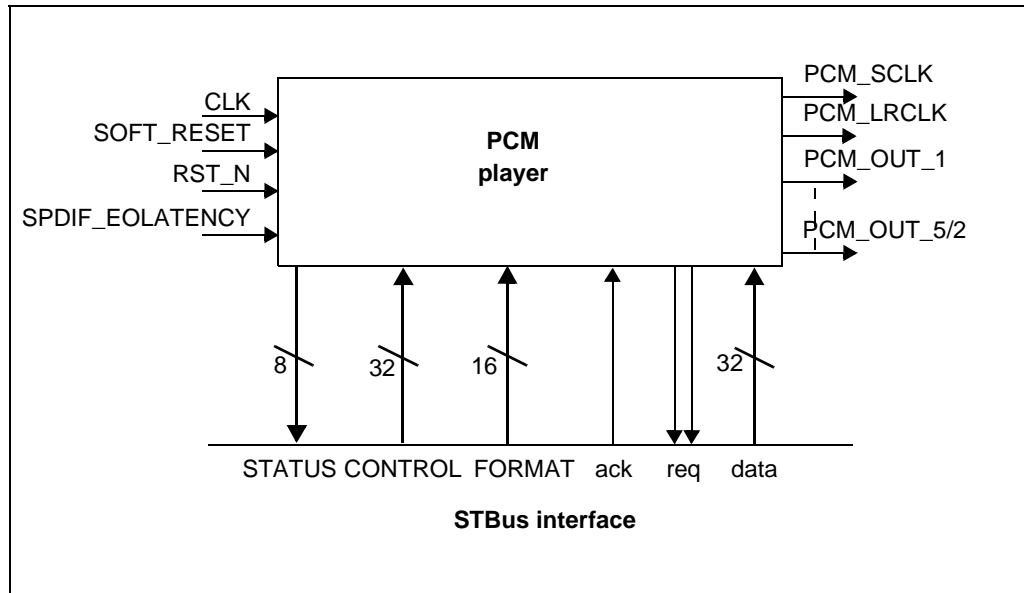 PCM_SCLK
CLK
PCM_LRCLK
SOFT_RESET
PCM
player
RST_N
PCM_OUT_1
SPDIF_EOLATENCY
PCM_OUT_5/2
8
32
16
32
STATUS CONTROL FORMAT ack req data
STBus interface